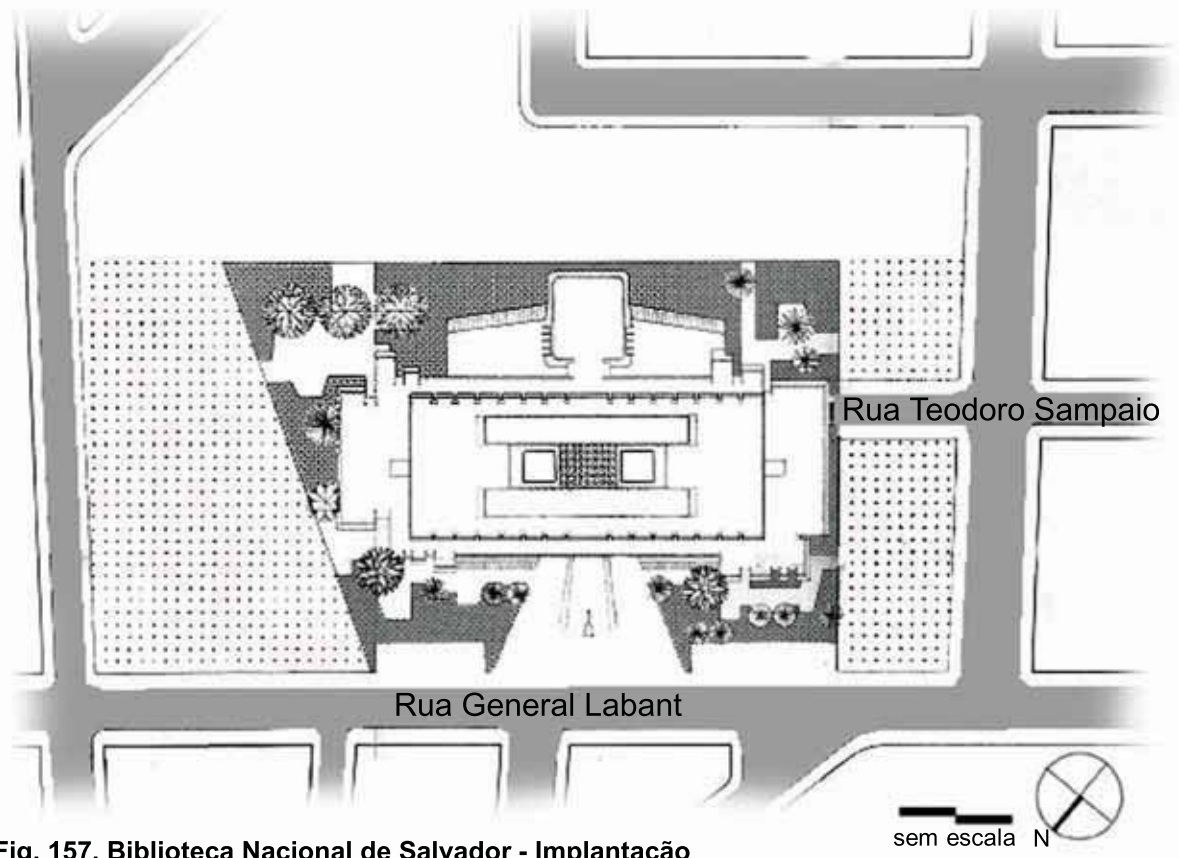 Rua Teodoro Sampaio
Rua General Labant
sem escala N
Fig. 157. Biblioteca Nacional de Salvador - Implantação